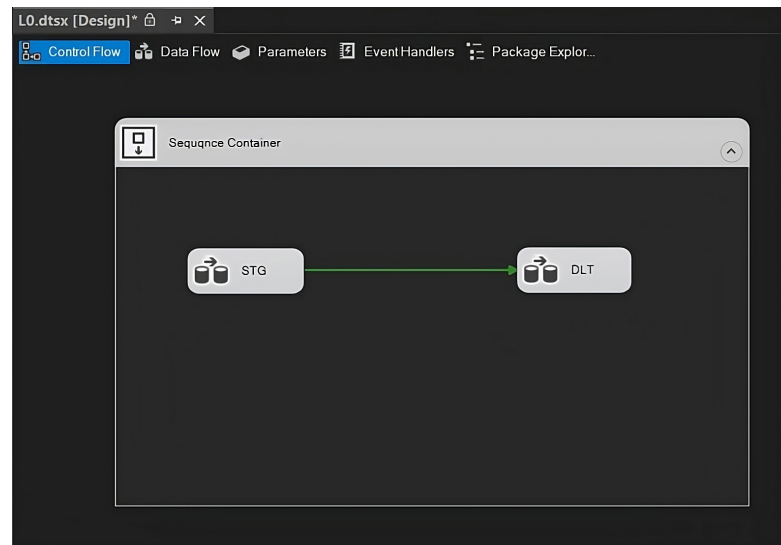 L0.dtsx [Design]*
Control Flow Data Flow Parameters Event Handlers Package Explor...
Sequqnce Container
STG DLT